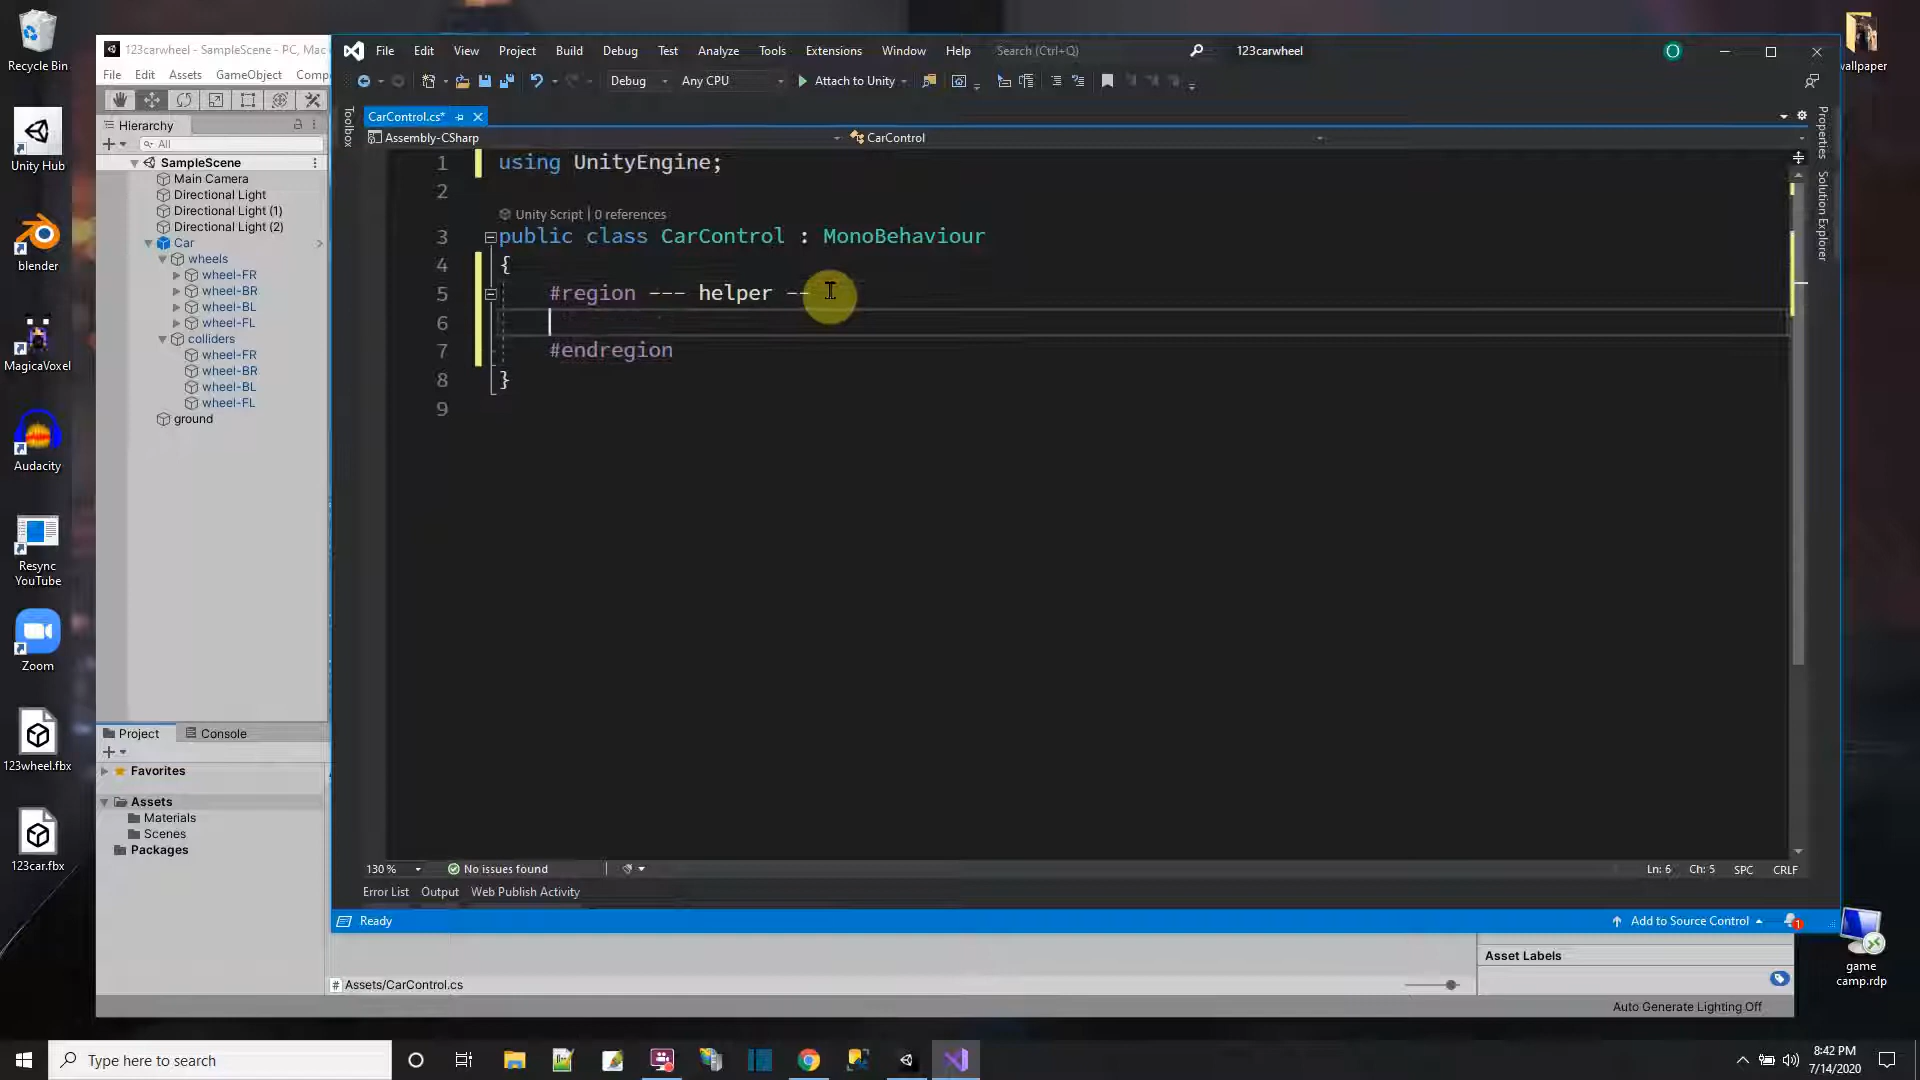 Recycle Bin
Unity Hub
blender
MagicaVoxel
Audacity
Resync
YouTube
Zoom
123wheel.fbx
123car.fbx
wallpaper
game
camp.rdp
123carwheel - SampleScene - PC, Mac
File Edit Assets GameObject Comp
Hierarchy
All
SampleScene
Main Camera
Directional Light
Directional Light (1)
Directional Light (2)
Car
wheels
wheel-FR
wheel-BR
wheel-BL
wheel-FL
colliders
wheel-FR
wheel-BR
wheel-BL
wheel-FL
ground
Project Console
Favorites
Assets
Materials
Scenes
Packages
File Edit View Project Build Debug Test Analyze Tools Extensions Window Help Search (Ctrl+Q) 123carwheel O
Debug Any CPU Attach to Unity
Toolbox
CarControl.cs*
Assembly-CSharp CarControl
1 using UnityEngine;
2
Unity Script | 0 references
3 public class CarControl : MonoBehaviour
4 {
5 #region --- helper --
6
7 #endregion
8 }
9
Properties
Solution Explorer
130 % No issues found Ln: 6 Ch: 5 SPC CRLF
Error List Output Web Publish Activity
Ready Add to Source Control 1
Asset Labels
Assets/CarControl.cs
Auto Generate Lighting Off
Type here to search
8:42 PM
7/14/2020